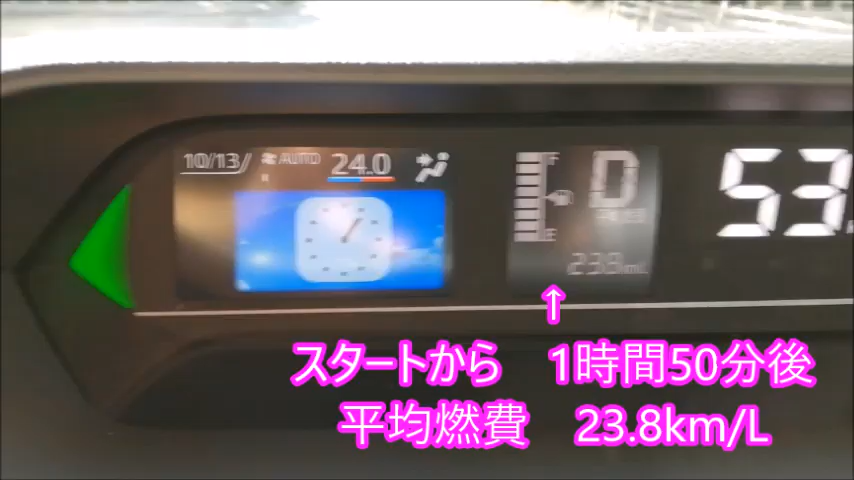 10/13/ AUTO 24.0
F
D
53
E
23.8km/L
↑
スタートから 1時間50分後
平均燃費 23.8km/L